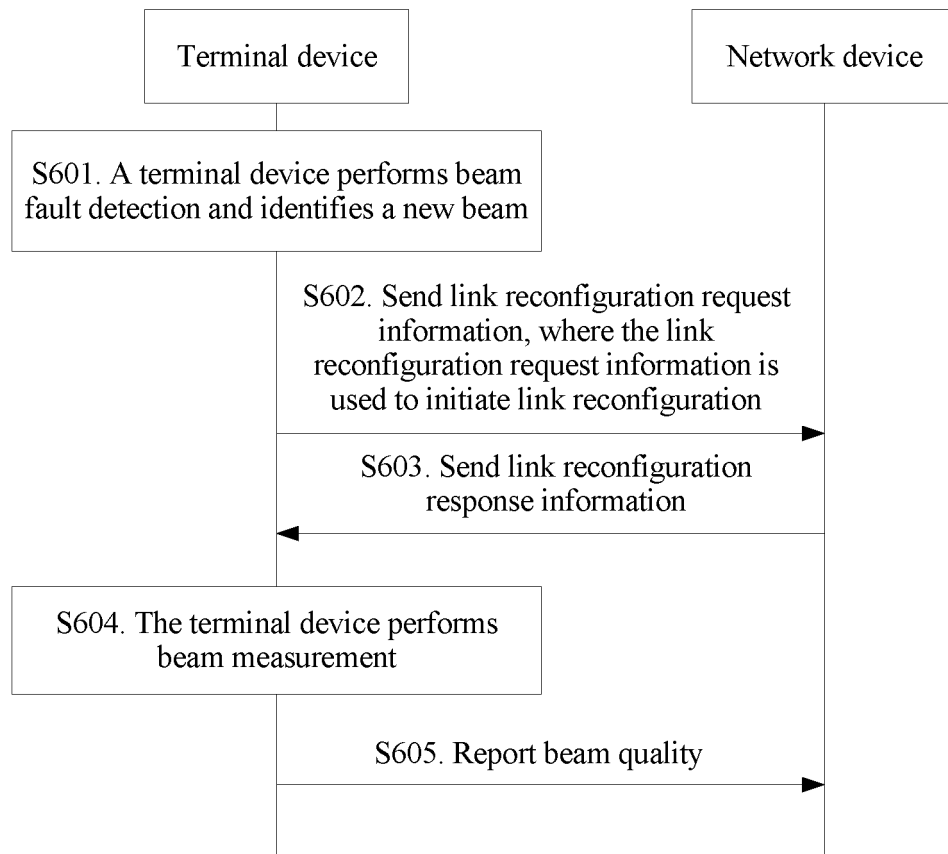 Terminal device
Network device
S601. A terminal device performs beam
fault detection and identifies a new beam
S602. Send link reconfiguration request
information, where the link
reconfiguration request information is
used to initiate link reconfiguration
S603. Send link reconfiguration
response information
S604. The terminal device performs
beam measurement
S605. Report beam quality